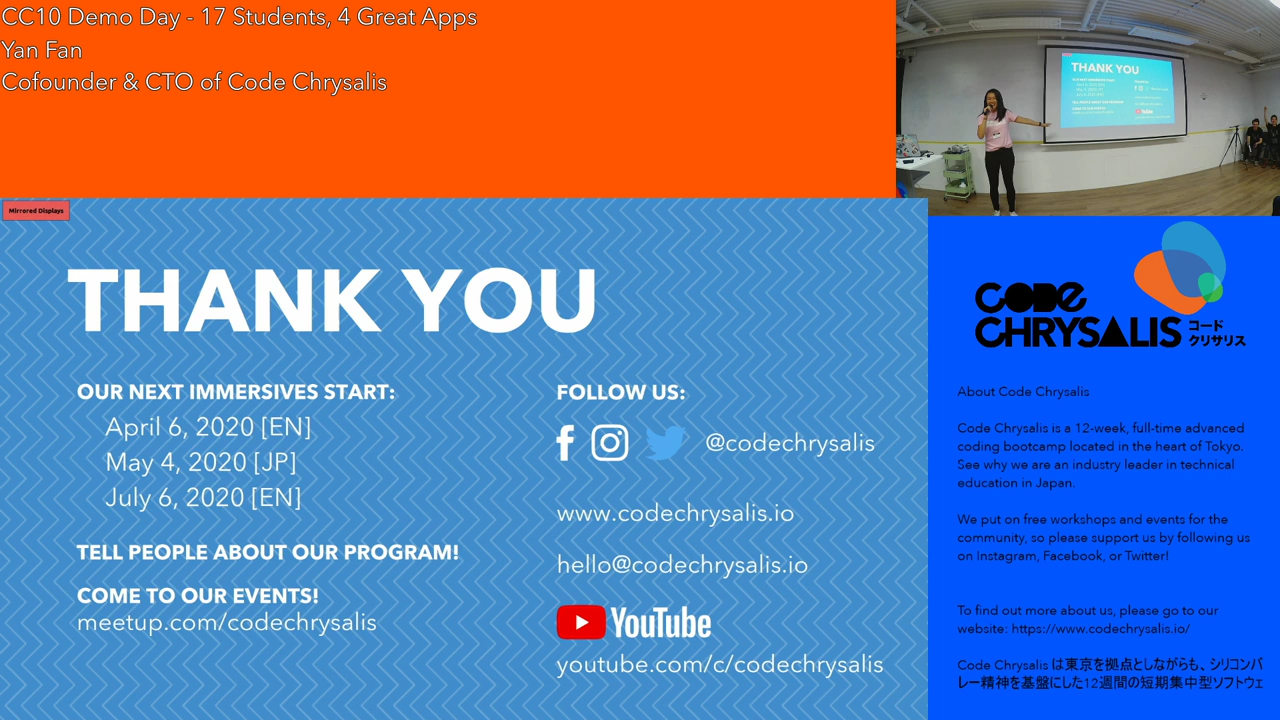 CC10 Demo Day - 17 Students, 4 Great Apps
Yan Fan
Cofounder & CTO of Code Chrysalis
THANK YOU
Mirrored Displays
THANK YOU
OUR NEXT IMMERSIVES START:
April 6, 2020 [EN]
May 4, 2020 [JP]
July 6, 2020 [EN]
TELL PEOPLE ABOUT OUR PROGRAM!
COME TO OUR EVENTS!
meetup.com/codechrysalis
FOLLOW US:
@codechrysalis
www.codechrysalis.io
hello@codechrysalis.io
YouTube
youtube.com/c/codechrysalis
CODE
CHRYSALIS
コード
クリサリス
About Code Chrysalis
Code Chrysalis is a 12-week, full-time advanced
coding bootcamp located in the heart of Tokyo.
See why we are an industry leader in technical
education in Japan.
We put on free workshops and events for the
community, so please support us by following us
on Instagram, Facebook, or Twitter!
To find out more about us, please go to our
website: https://www.codechrysalis.io/
Code Chrysalis は東京を拠点としながらも、シリコンバ
レー精神を基盤にした12週間の短期集中型ソフトウェ